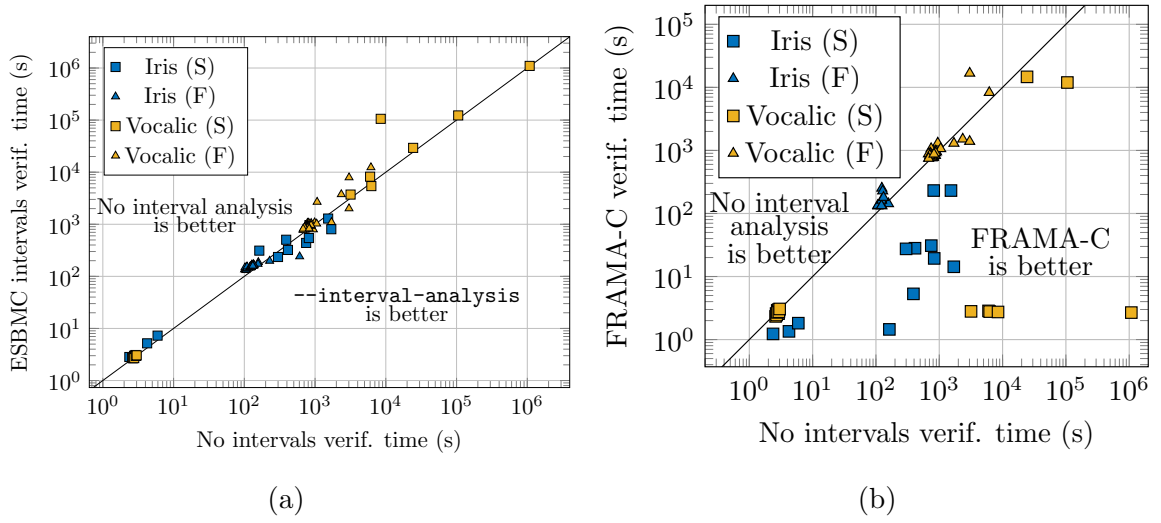 10^6
10^5
10^4
10^3
10^2
10^1
10^0
ESBMC intervals verif. time (s)
Iris (S)
Iris (F)
Vocalic (S)
Vocalic (F)
No interval analysis
is better
--interval-analysis
is better
10^0 10^1 10^2 10^3 10^4 10^5 10^6
No intervals verif. time (s)
(a)
10^5
10^4
10^3
10^2
10^1
10^0
FRAMA-C verif. time (s)
Iris (S)
Iris (F)
Vocalic (S)
Vocalic (F)
No interval
analysis
is better
FRAMA-C
is better
10^0 10^1 10^2 10^3 10^4 10^5 10^6
No intervals verif. time (s)
(b)